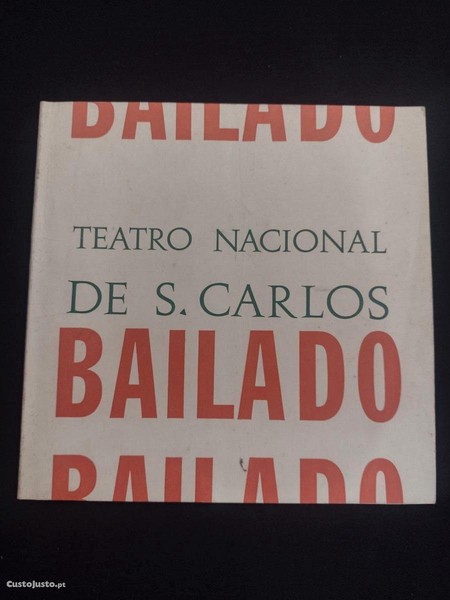 BAILADO
TEATRO NACIONAL
DE S. CARLOS
BAILADO
BAILADO
CustoJusto.pt